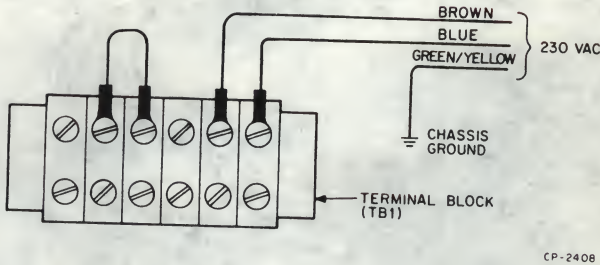 BROWN
BLUE
GREEN/YELLOW
230 VAC
CHASSIS
GROUND
TERMINAL BLOCK
(TB1)
CP-2408